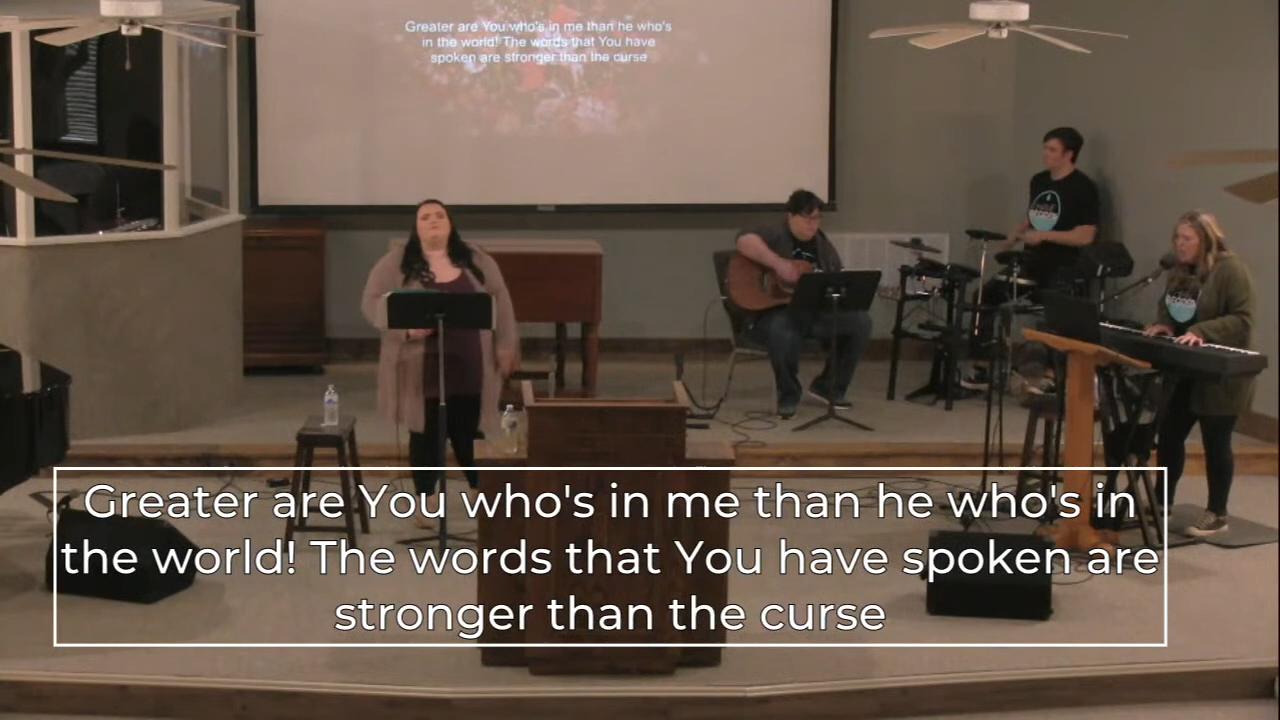 Greater are You who's in me than he who's
in the world! The words that You have
spoken are stronger than the curse
Greater are You who's in me than he who's in
the world! The words that You have spoken are
stronger than the curse